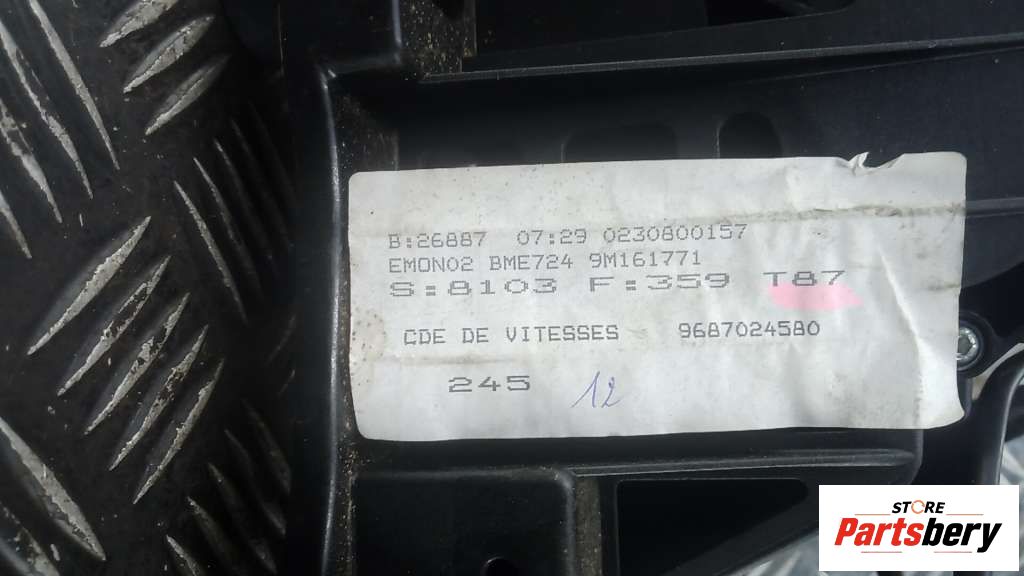 B:26887 07:29 0230800157
EMON02 BME724 9M161771
S:8103 F:359 T87
CDE DE VITESSES 9687024580
245 12
STORE
Partsbery